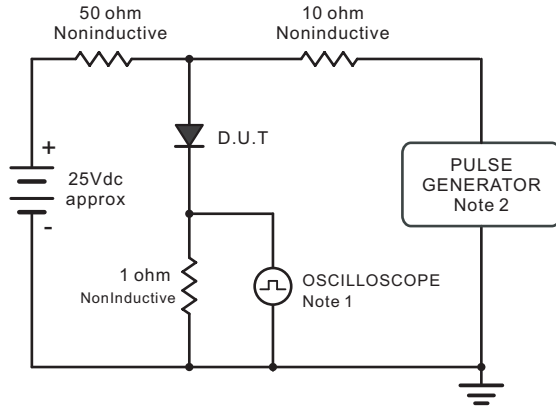 50 ohm
Noninductive
10 ohm
Noninductive
D.U.T
+
25Vdc
approx
-
PULSE
GENERATOR
Note 2
1 ohm
NonInductive
OSCILLOSCOPE
Note 1